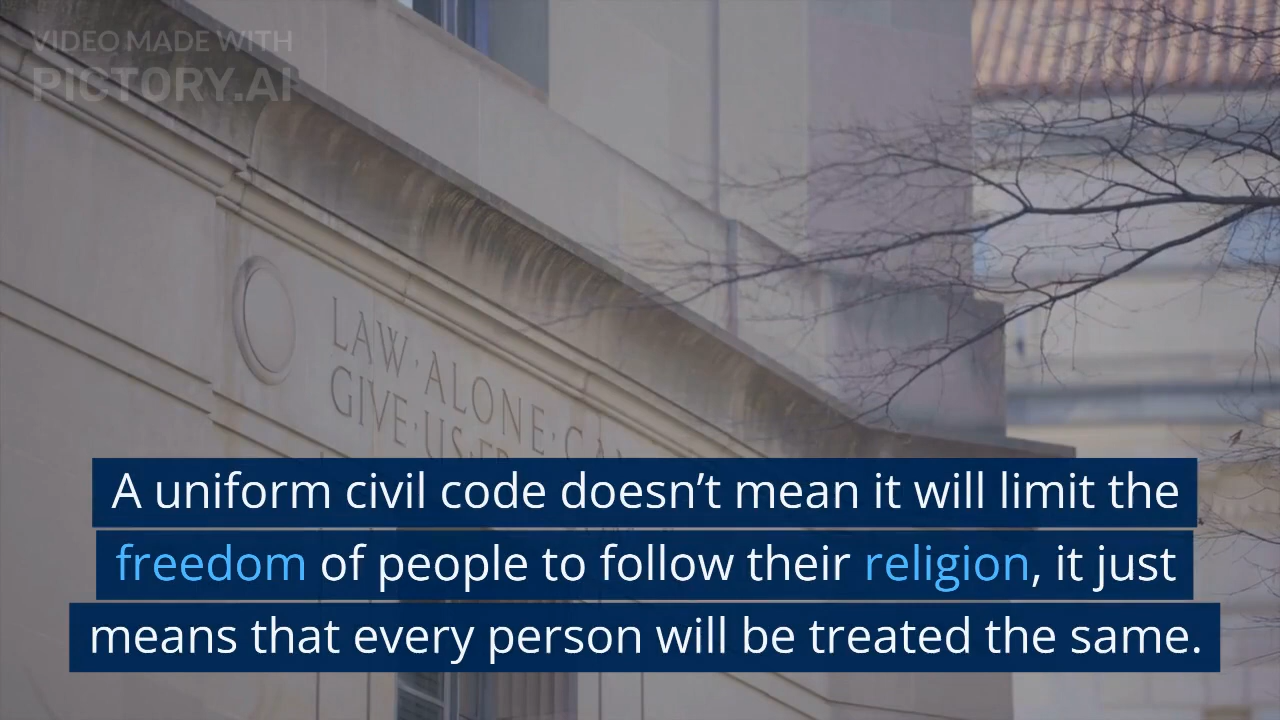 VIDEO MADE WITH
PICTORY.AI
LAW·ALONE·
GIVE·US·
A uniform civil code doesn’t mean it will limit the
freedom of people to follow their religion, it just
means that every person will be treated the same.